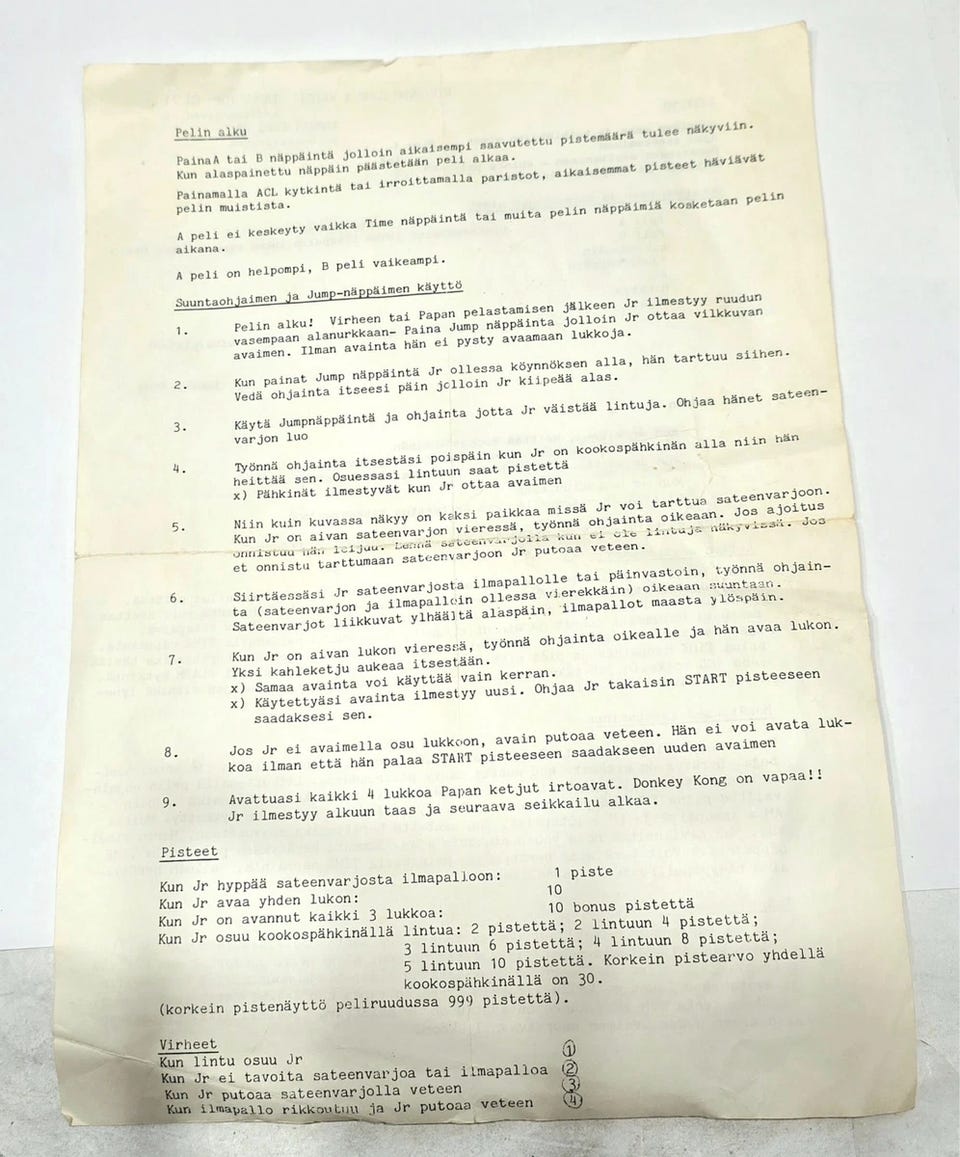 Pelin alku
PainaA tai B näppäintä jolloin aikaisempi saavutettu pistemäärä tulee näkyviin.
Kun alaspainettu näppäin päästetään peli alkaa.
Painamalla ACL kytkintä tai irroittamalla paristot, aikaisemmat pisteet häviävät
pelin muistista.
A peli ei keskeyty vaikka Time näppäintä tai muita pelin näppäimiä kosketaan pelin
aikana.
A peli on helpompi, B peli vaikeampi.
Suuntaohjaimen ja Jump-näppäimen käyttö
1. Pelin alku! Virheen tai Papan pelastamisen jälkeen Jr ilmestyy ruudun
vasempaan alanurkkaan- Paina Jump näppäinta jolloin Jr ottaa vilkkuvan
avaimen. Ilman avainta hän ei pysty avaamaan lukkoja.
2. Kun painat Jump näppäintä Jr ollessa köynnöksen alla, hän tarttuu siihen.
Vedä ohjainta itseesi päin jolloin Jr kiipeää alas.
3. Käytä Jumpnäppäintä ja ohjainta jotta Jr väistää lintuja. Ohjaa hänet sateen-
varjon luo
4. Työnnä ohjainta itsestäsi poispäin kun Jr on kookospähkinän alla niin hän
heittää sen. Osuessasi lintuun saat pistettä
x) Pähkinät ilmestyvät kun Jr ottaa avaimen
5. Niin kuin kuvassa näkyy on kaksi paikkaa missä Jr voi tarttua sateenvarjoon.
Kun Jr on aivan sateenvarjon vieressä, työnnä ohjainta oikeaan. Jos ajoitus
onnistuu hän leijuu. Lennä sateenvarjolla kun ei ole lintuja näkyvissä. Jos
et onnistu tarttumaan sateenvarjoon Jr putoaa veteen.
6. Siirtäessäsi Jr sateenvarjosta ilmapallolle tai päinvastoin, työnnä ohjain-
ta (sateenvarjon ja ilmapalloin ollessa vierekkäin) oikeaan suuntaan.
Sateenvarjot liikkuvat ylhäältä alaspäin, ilmapallot maasta ylöspäin.
7. Kun Jr on aivan lukon vieressä, työnnä ohjainta oikealle ja hän avaa lukon.
Yksi kahleketju aukeaa itsestään.
x) Samaa avainta voi käyttää vain kerran.
x) Käytettyäsi avainta ilmestyy uusi. Ohjaa Jr takaisin START pisteeseen
saadaksesi sen.
8. Jos Jr ei avaimella osu lukkoon, avain putoaa veteen. Hän ei voi avata luk-
koa ilman että hän palaa START pisteeseen saadakseen uuden avaimen
9. Avattuasi kaikki 4 lukkoa Papan ketjut irtoavat. Donkey Kong on vapaa!!
Jr ilmestyy alkuun taas ja seuraava seikkailu alkaa.
Pisteet
Kun Jr hyppää sateenvarjosta ilmapalloon: 1 piste
Kun Jr avaa yhden lukon: 10
Kun Jr on avannut kaikki 3 lukkoa: 10 bonus pistettä
Kun Jr osuu kookospähkinällä lintua: 2 pistettä; 2 lintuun 4 pistettä;
3 lintuun 6 pistettä; 4 lintuun 8 pistettä;
5 lintuun 10 pistettä. Korkein pistearvo yhdellä
kookospähkinällä on 30.
(korkein pistenäyttö peliruudussa 999 pistettä).
Virheet
Kun lintu osuu Jr 1
Kun Jr ei tavoita sateenvarjoa tai ilmapalloa 2
Kun Jr putoaa sateenvarjolla veteen 3
Kun ilmapallo rikkoutuu ja Jr putoaa veteen 4